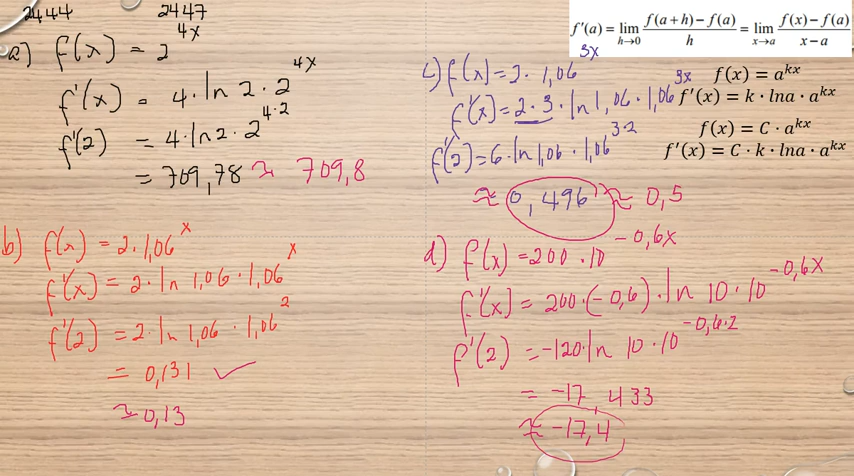 2444 2447
a) f(x) = 2^4x
f'(x) = 4·ln 2·2^4x
f'(2) = 4·ln2·2^4·2
= 709,78 ≈ 709,8
b) f(x) = 2·1,06^x
f'(x) = 2·ln 1,06·1,06^x
f'(2) = 2·ln 1,06·1,06^2
= 0,131 ✓
≈ 0,13
f'(a) = lim h→0 f(a+h)−f(a) / h = lim x→a f(x)−f(a) / x−a
c) f(x) = 2·1,06^3x
f'(x) = 2·3·ln 1,06·1,06^3x
f'(2) = 6·ln 1,06·1,06^3·2
≈ 0,496 ≈ 0,5
f(x) = a^kx
f'(x) = k·lna·a^kx
f(x) = C·a^kx
f'(x) = C·k·lna·a^kx
d) f(x) = 200·10^−0,6x
f'(x) = 200·(−0,6)·ln 10·10^−0,6x
f'(2) = −120·ln 10·10^−0,6·2
= −17,433
≈ −17,4